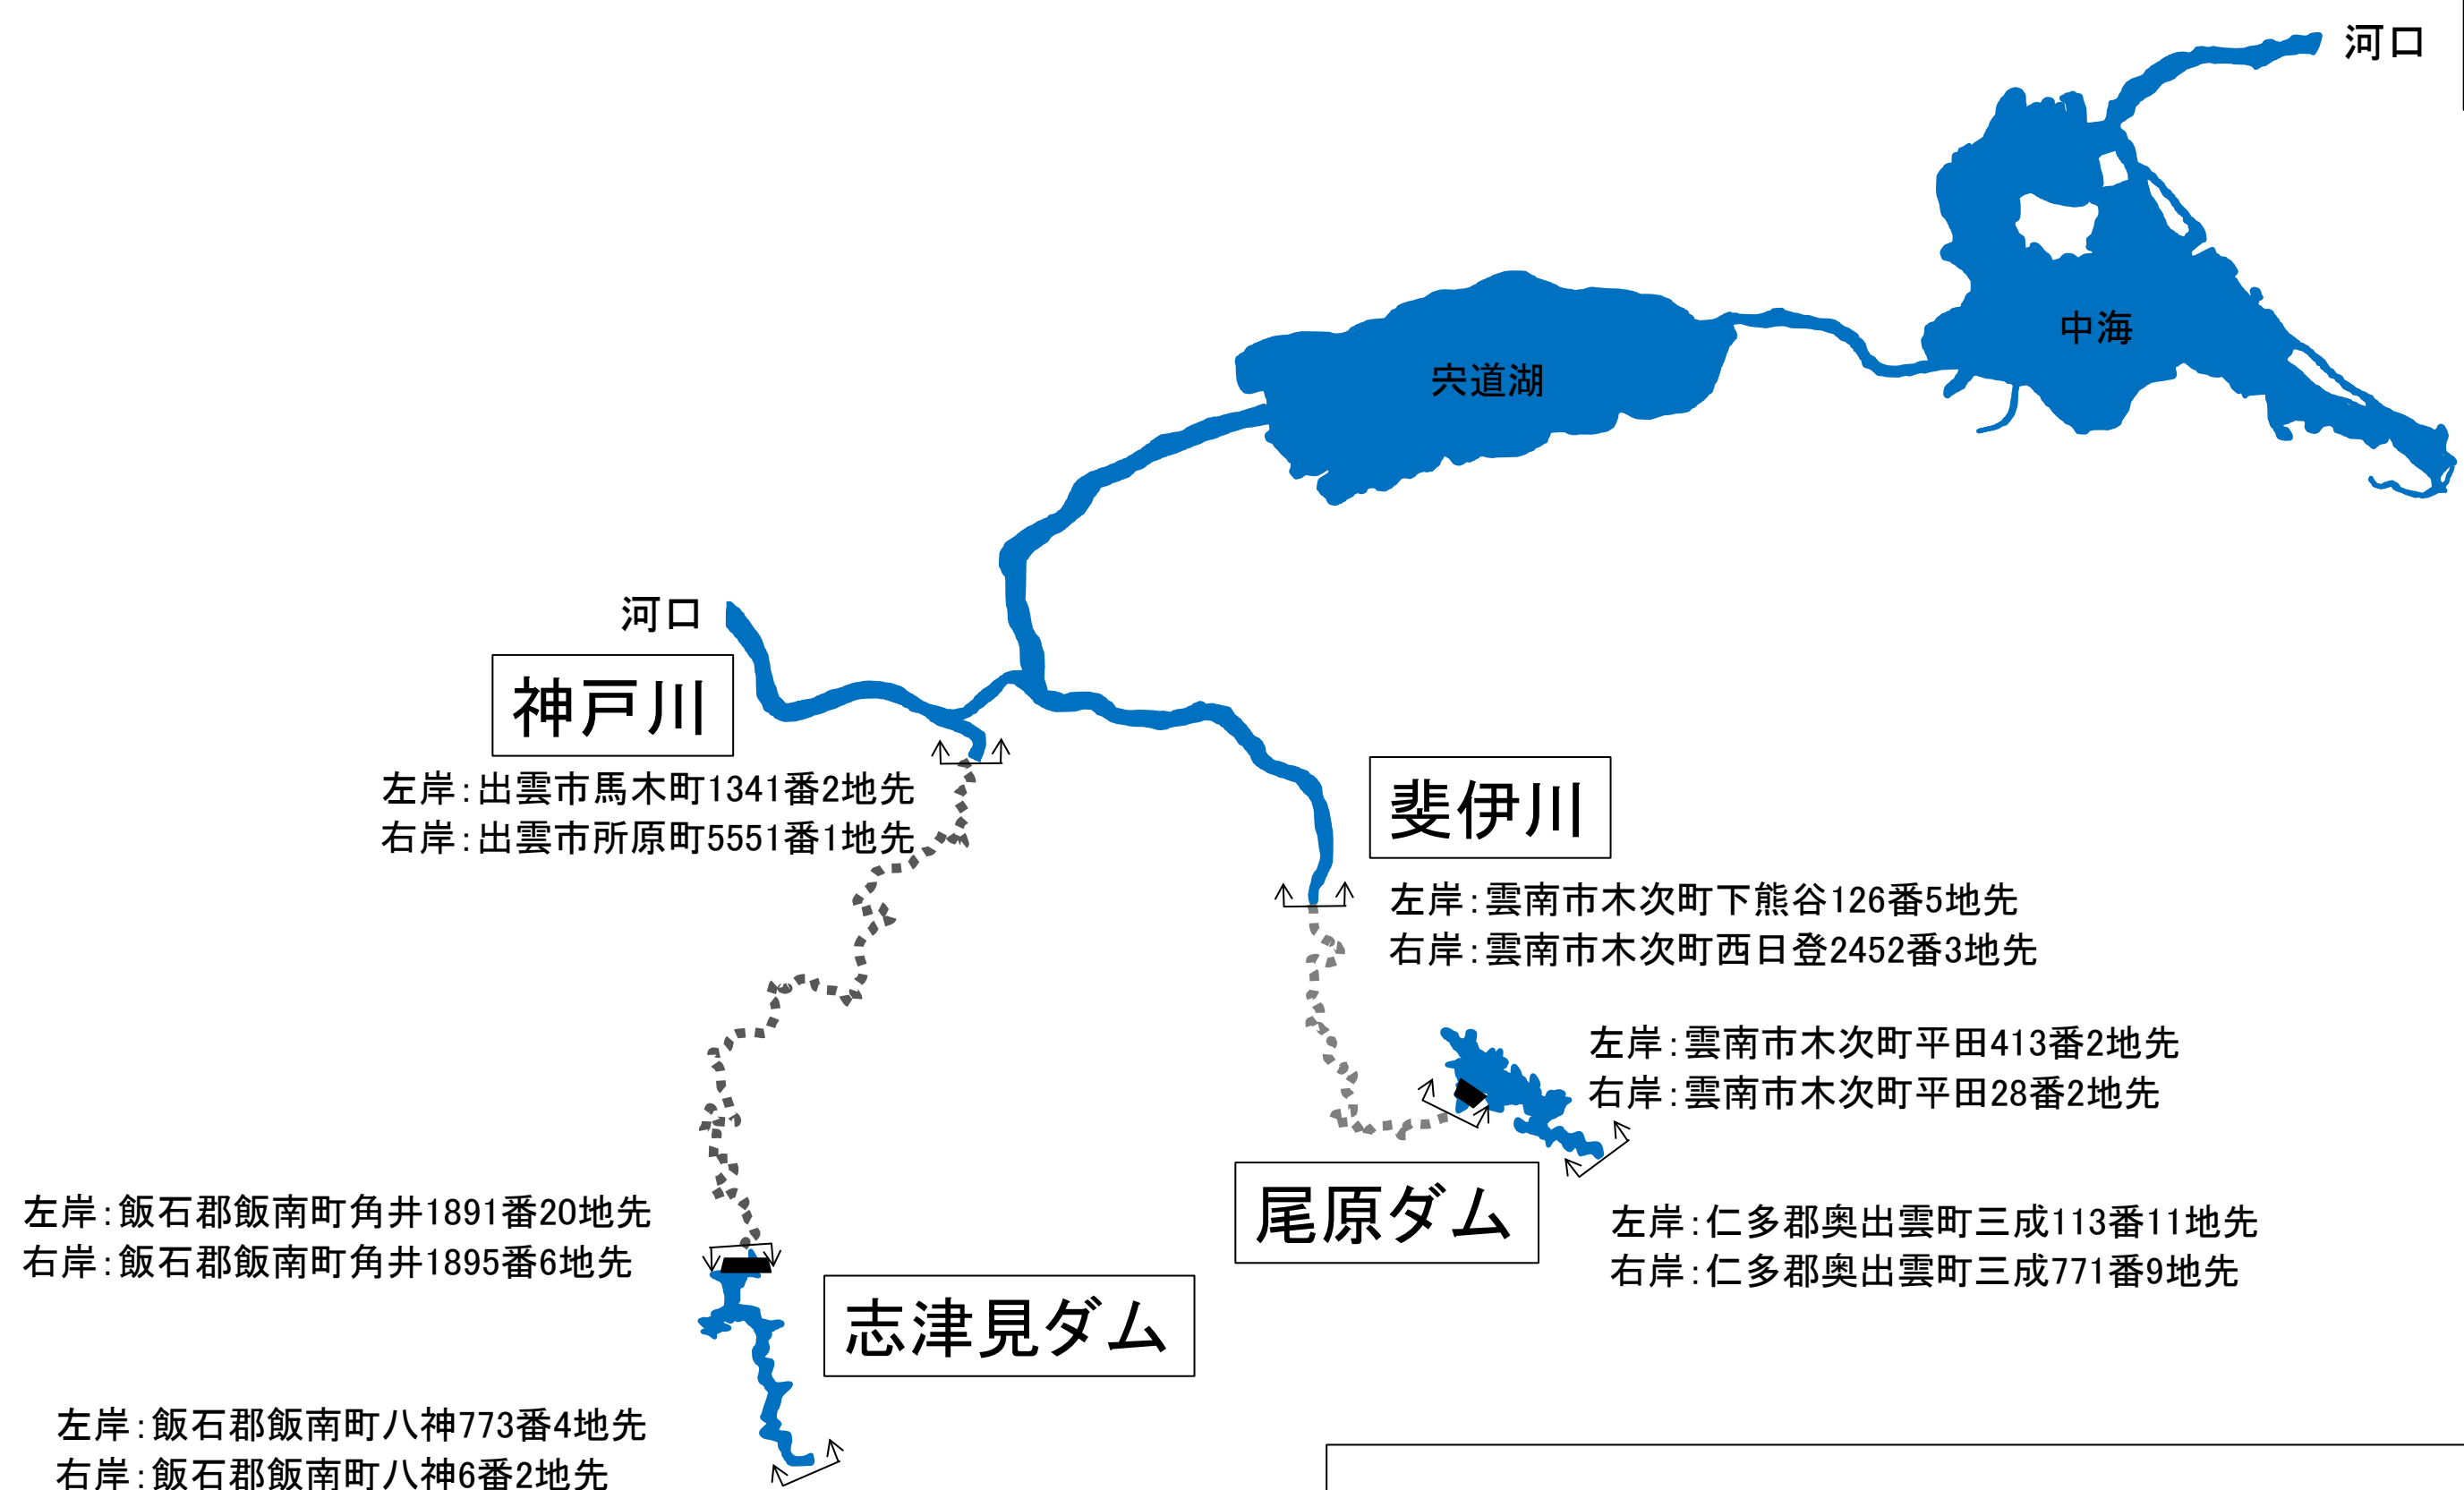 河口
中海
宍道湖
河口
神戸川
左岸:出雲市馬木町1341番2地先
右岸:出雲市所原町5551番1地先
斐伊川
左岸:雲南市木次町下熊谷126番5地先
右岸:雲南市木次町西日登2452番3地先
左岸:雲南市木次町平田413番2地先
右岸:雲南市木次町平田28番2地先
尾原ダム
左岸:仁多郡奥出雲町三成113番11地先
右岸:仁多郡奥出雲町三成771番9地先
左岸:飯石郡飯南町角井1891番20地先
右岸:飯石郡飯南町角井1895番6地先
志津見ダム
左岸:飯石郡飯南町八神773番4地先
右岸:飯石郡飯南町八神6番2地先